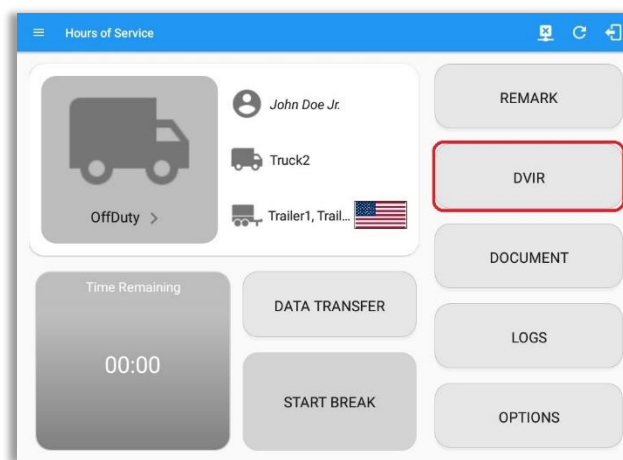 Hours of Service
John Doe Jr.
Truck2
OffDuty
Trailer1, Trail...
Time Remaining
00:00
DATA TRANSFER
START BREAK
REMARK
DVIR
DOCUMENT
LOGS
OPTIONS